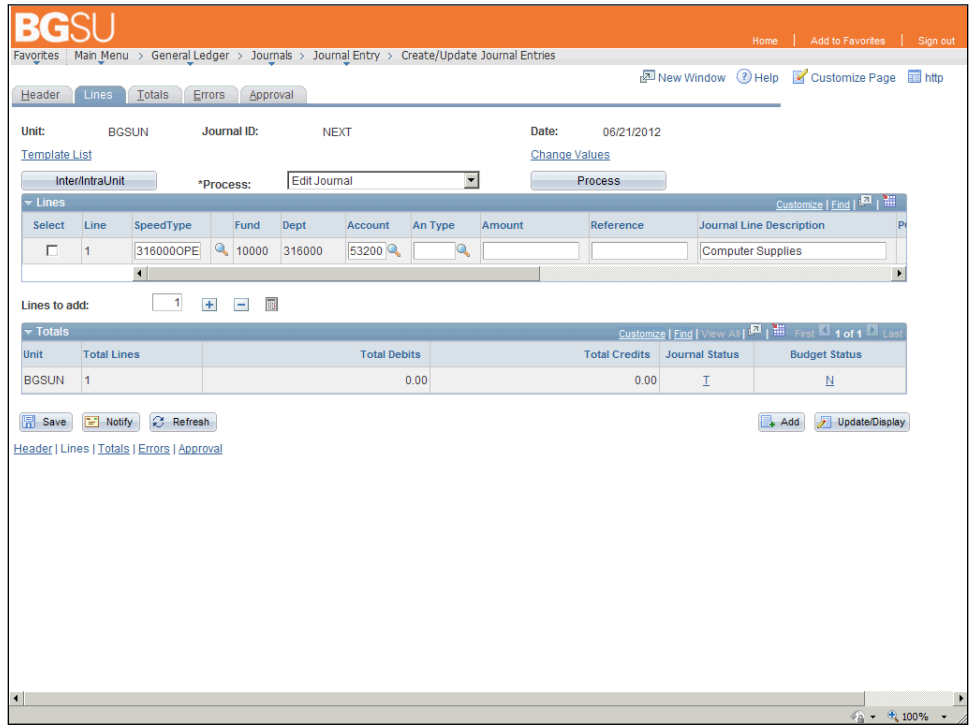 BGSU
Home | Add to Favorites | Sign out
Favorites Main Menu > General Ledger > Journals > Journal Entry > Create/Update Journal Entries
New Window Help Customize Page http
Header Lines Totals Errors Approval
Unit: BGSUN Journal ID: NEXT Date: 06/21/2012
Template List Change Values
Inter/IntraUnit *Process: Edit Journal Process
Lines Customize | Find |
Select Line SpeedType Fund Dept Account An Type Amount Reference Journal Line Description
1 316000OPE 10000 316000 53200 Computer Supplies
Lines to add: 1
Totals Customize | Find | View All | First 1 of 1 Last
Unit Total Lines Total Debits Total Credits Journal Status Budget Status
BGSUN 1 0.00 0.00 T N
Save Notify Refresh Add Update/Display
Header | Lines | Totals | Errors | Approval
100%